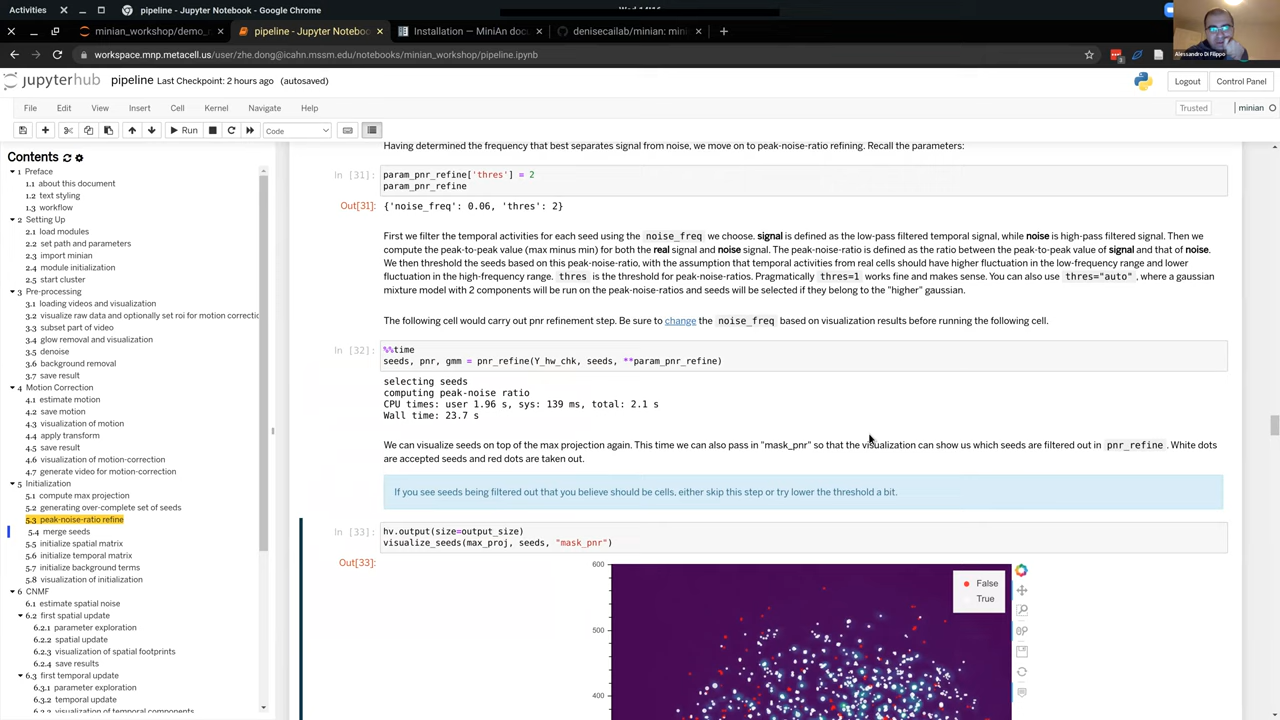 Activities
pipeline - Jupyter Notebook - Google Chrome
minian_workshop/demo_r
pipeline - Jupyter Noteboo
Installation — MiniAn docu
denisecailab/minian: mini
workspace.mnp.metacell.us/user/zhe.dong@icahn.mssm.edu/notebooks/minian_workshop/pipeline.ipynb
Alessandro Di Filippo
jupyterhub pipeline Last Checkpoint: 2 hours ago (autosaved)
Logout Control Panel
File Edit View Insert Cell Kernel Navigate Help
Trusted minian
Run Code
Contents
1 Preface
1.1 about this document
1.2 text styling
1.3 workflow
2 Setting Up
2.1 load modules
2.2 set path and parameters
2.3 import minian
2.4 module initialization
2.5 start cluster
3 Pre-processing
3.1 loading videos and visualization
3.2 visualize raw data and optionally set roi for motion correctio
3.3 subset part of video
3.4 glow removal and visualization
3.5 denoise
3.6 background removal
3.7 save result
4 Motion Correction
4.1 estimate motion
4.2 save motion
4.3 visualization of motion
4.4 apply transform
4.5 save result
4.6 visualization of motion-correction
4.7 generate video for motion-correction
5 Initialization
5.1 compute max projection
5.2 generating over-complete set of seeds
5.3 peak-noise-ratio refine
5.4 merge seeds
5.5 initialize spatial matrix
5.6 initialize temporal matrix
5.7 initialize background terms
5.8 visualization of initialization
6 CNMF
6.1 estimate spatial noise
6.2 first spatial update
6.2.1 parameter exploration
6.2.2 spatial update
6.2.3 visualization of spatial footprints
6.2.4 save results
6.3 first temporal update
6.3.1 parameter exploration
6.3.2 temporal update
6.3.3 visualization of temporal components
Having determined the frequency that best separates signal from noise, we move on to peak-noise-ratio refining. Recall the parameters:
In [31]: param_pnr_refine['thres'] = 2
param_pnr_refine
Out[31]: {'noise_freq': 0.06, 'thres': 2}
First we filter the temporal activities for each seed using the noise_freq we choose. signal is defined as the low-pass filtered temporal signal, while noise is high-pass filtered signal. Then we
compute the peak-to-peak value (max minus min) for both the real signal and noise signal. The peak-noise-ratio is defined as the ratio between the peak-to-peak value of signal and that of noise.
We then threshold the seeds based on this peak-noise-ratio, with the assumption that temporal activities from real cells should have higher fluctuation in the low-frequency range and lower
fluctuation in the high-frequency range. thres is the threshold for peak-noise-ratios. Pragmatically thres=1 works fine and makes sense. You can also use thres="auto", where a gaussian
mixture model with 2 components will be run on the peak-noise-ratios and seeds will be selected if they belong to the "higher" gaussian.
The following cell would carry out pnr refinement step. Be sure to change the noise_freq based on visualization results before running the following cell.
In [32]: %%time
seeds, pnr, gmm = pnr_refine(Y_hw_chk, seeds, **param_pnr_refine)
selecting seeds
computing peak-noise ratio
CPU times: user 1.96 s, sys: 139 ms, total: 2.1 s
Wall time: 23.7 s
We can visualize seeds on top of the max projection again. This time we can also pass in "mask_pnr" so that the visualization can show us which seeds are filtered out in pnr_refine. White dots
are accepted seeds and red dots are taken out.
If you see seeds being filtered out that you believe should be cells, either skip this step or try lower the threshold a bit.
In [33]: hv.output(size=output_size)
visualize_seeds(max_proj, seeds, "mask_pnr")
Out[33]:
600
500
400
False
True